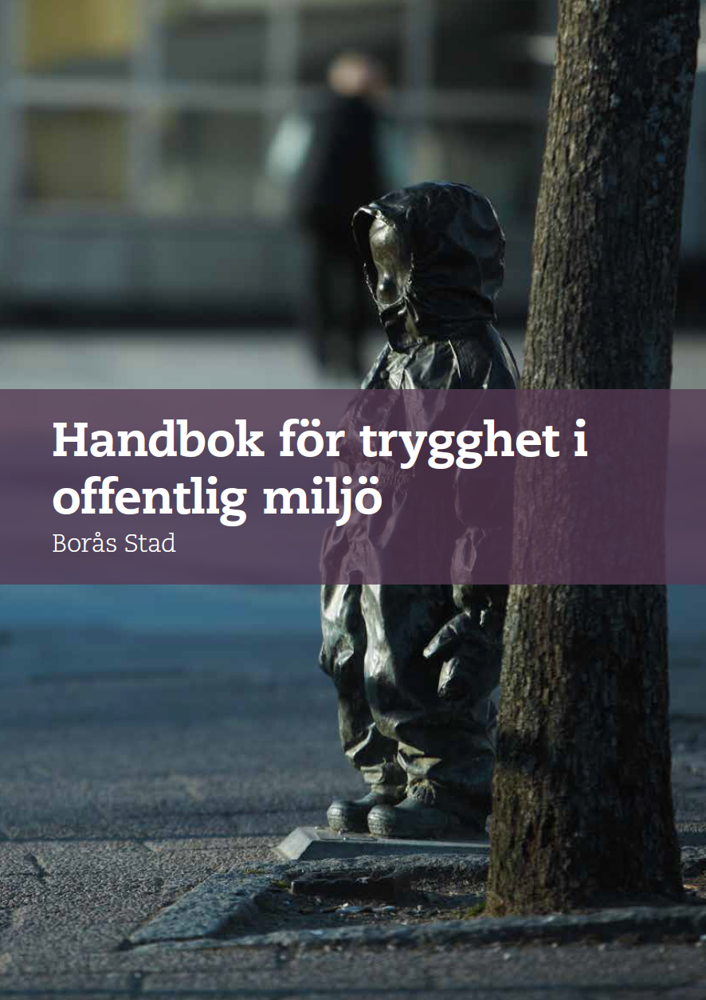 Handbok för trygghet i
offentlig miljö
Borås Stad